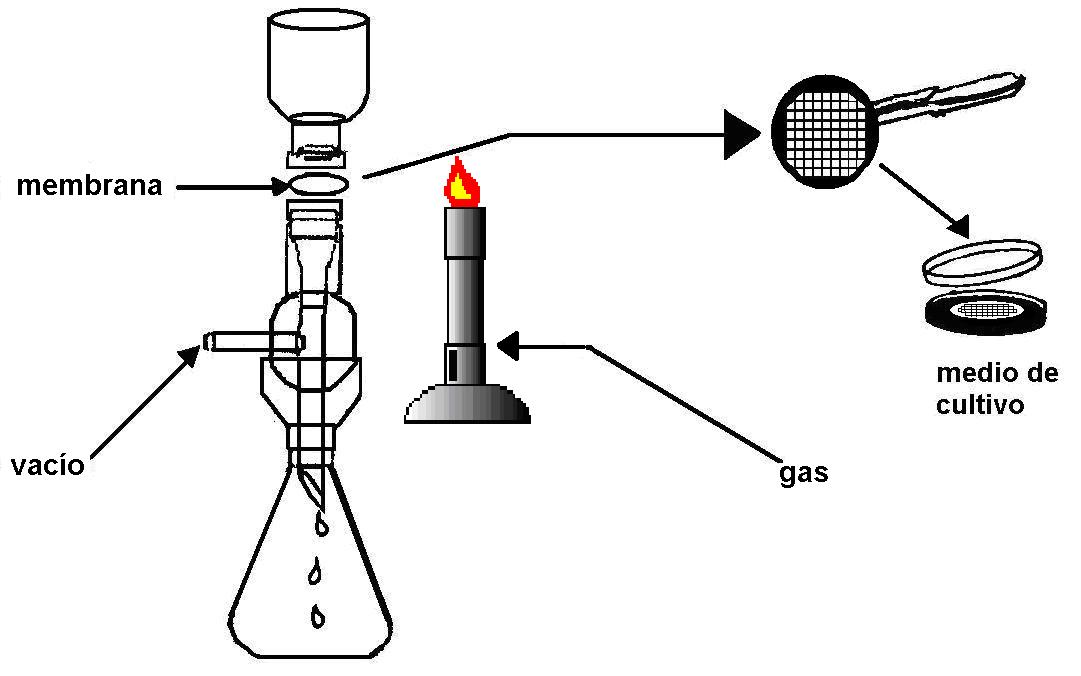 membrana
vacío
gas
medio de
cultivo